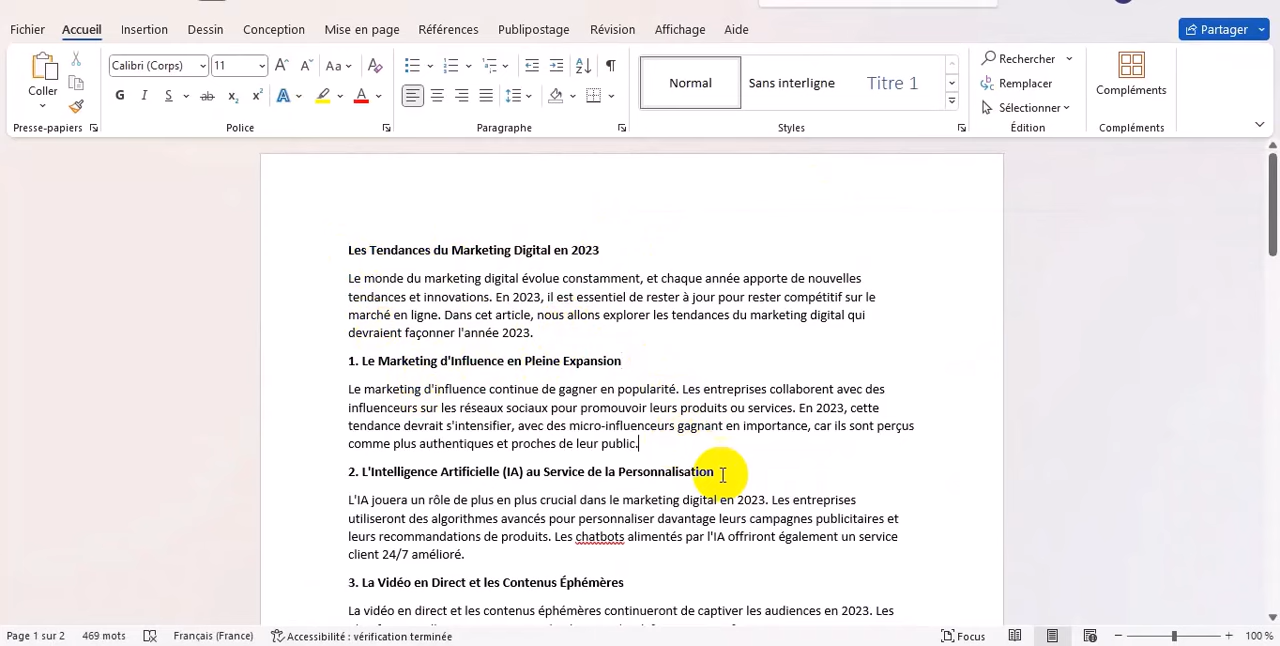 Fichier Accueil Insertion Dessin Conception Mise en page Références Publipostage Révision Affichage Aide Partager
Calibri (Corps) 11 Rechercher
Coller Normal Sans interligne Titre 1 Remplacer Compléments
G I S ab x₂ x² A A Sélectionner
Presse-papiers Police Paragraphe Styles Édition Compléments
Les Tendances du Marketing Digital en 2023
Le monde du marketing digital évolue constamment, et chaque année apporte de nouvelles
tendances et innovations. En 2023, il est essentiel de rester à jour pour rester compétitif sur le
marché en ligne. Dans cet article, nous allons explorer les tendances du marketing digital qui
devraient façonner l'année 2023.
1. Le Marketing d'Influence en Pleine Expansion
Le marketing d'influence continue de gagner en popularité. Les entreprises collaborent avec des
influenceurs sur les réseaux sociaux pour promouvoir leurs produits ou services. En 2023, cette
tendance devrait s'intensifier, avec des micro-influenceurs gagnant en importance, car ils sont perçus
comme plus authentiques et proches de leur public.
2. L'Intelligence Artificielle (IA) au Service de la Personnalisation
L'IA jouera un rôle de plus en plus crucial dans le marketing digital en 2023. Les entreprises
utiliseront des algorithmes avancés pour personnaliser davantage leurs campagnes publicitaires et
leurs recommandations de produits. Les chatbots alimentés par l'IA offriront également un service
client 24/7 amélioré.
3. La Vidéo en Direct et les Contenus Éphémères
La vidéo en direct et les contenus éphémères continueront de captiver les audiences en 2023. Les
Page 1 sur 2 469 mots Français (France) Accessibilité : vérification terminée Focus 100 %